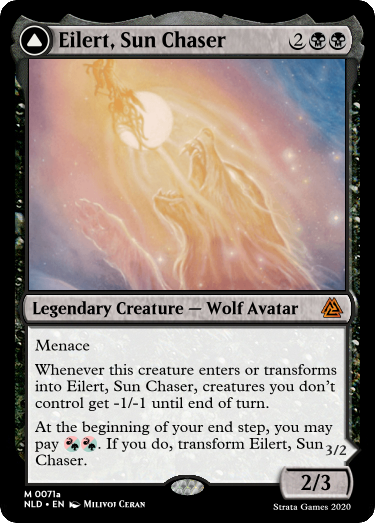 Eilert, Sun Chaser 2
Legendary Creature — Wolf Avatar
Menace
Whenever this creature enters or transforms
into Eilert, Sun Chaser, creatures you don't
control get -1/-1 until end of turn.
At the beginning of your end step, you may
pay . If you do, transform Eilert, Sun
Chaser.
3/2
2/3
M 0071a
NLD • EN Milivoj Ceran
Strata Games 2020